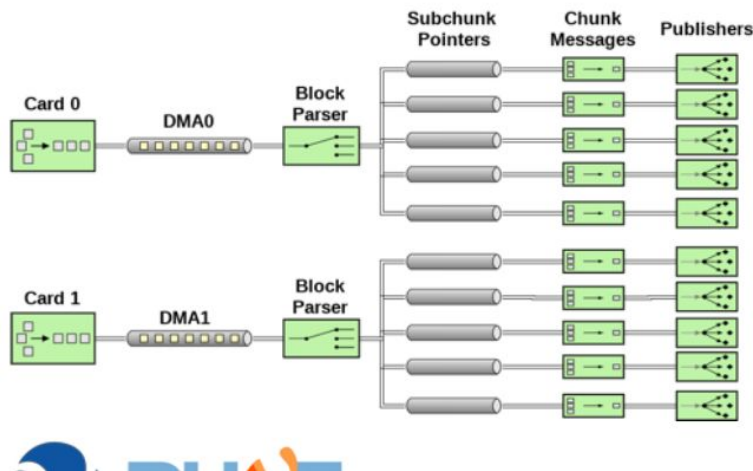 Subchunk
Pointers
Chunk
Messages
Publishers
Card 0
DMA0
Block
Parser
Card 1
DMA1
Block
Parser